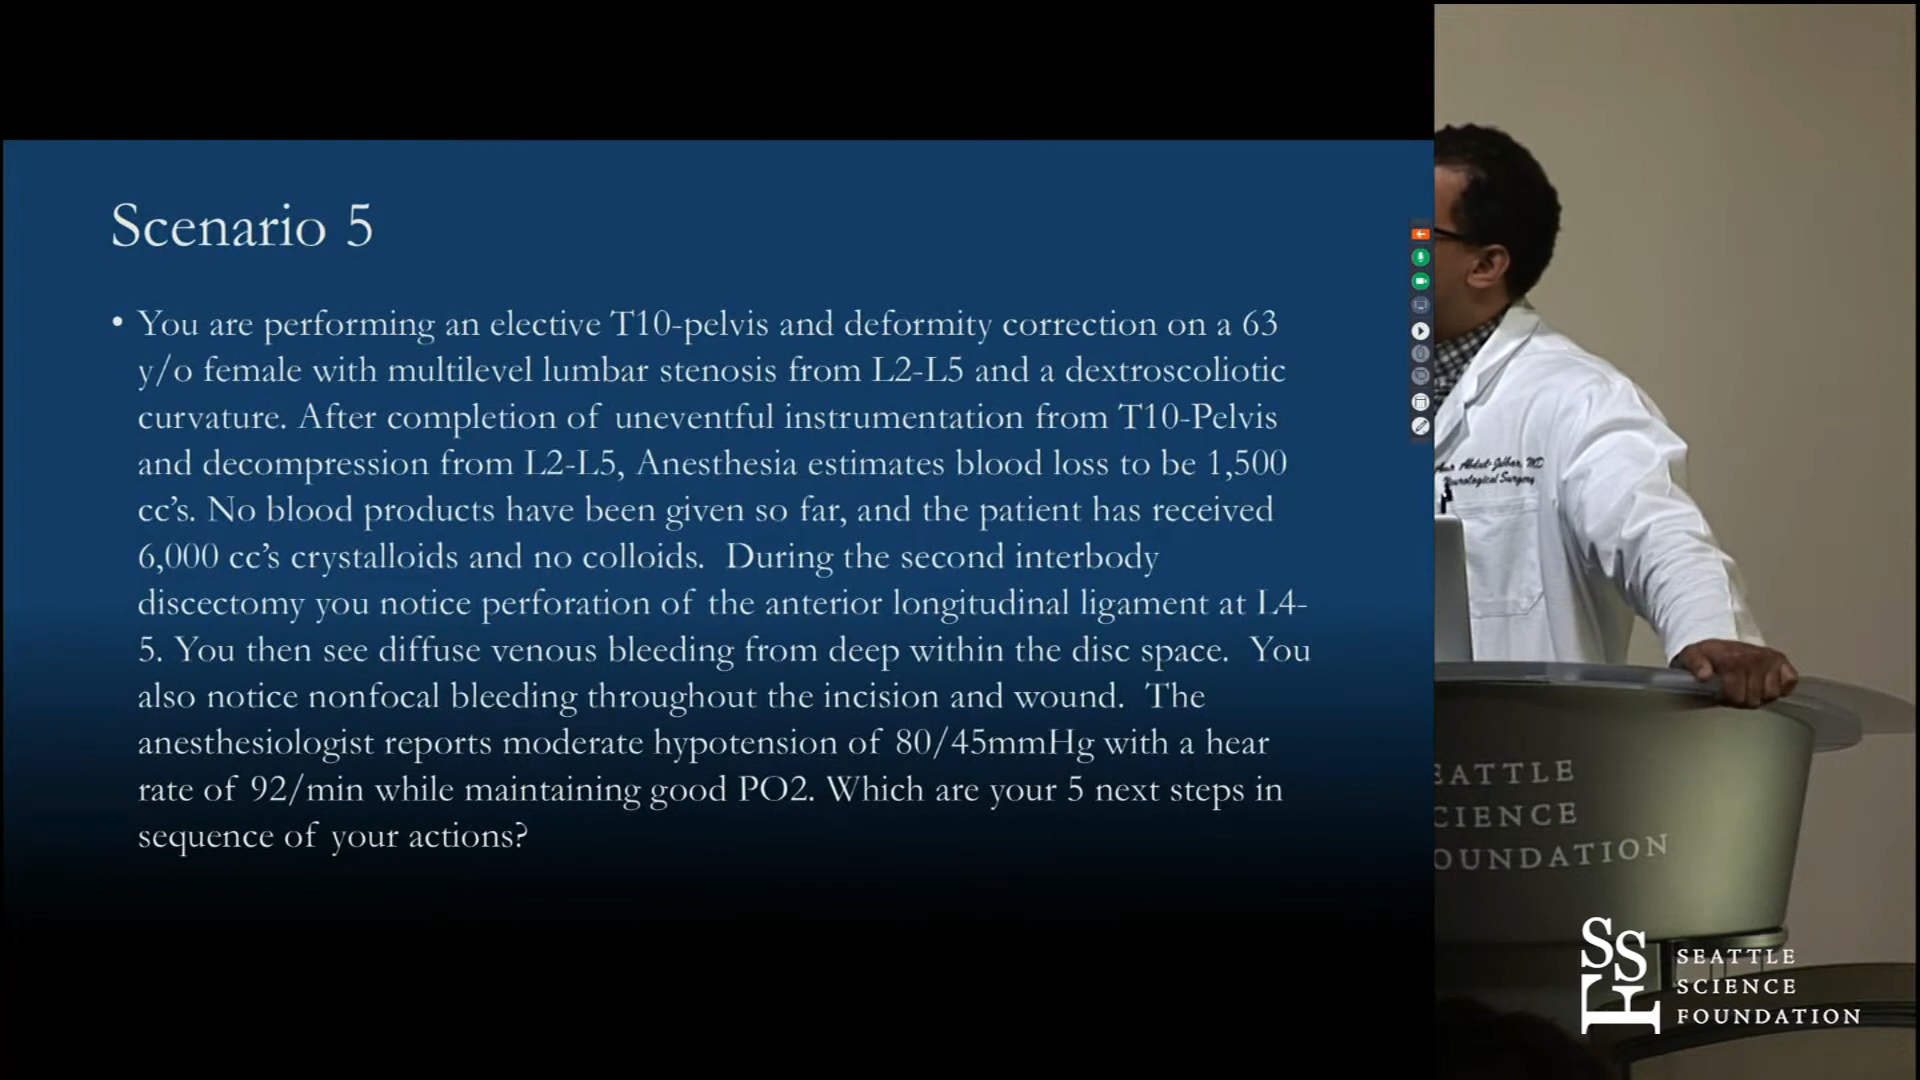 Scenario 5
• You are performing an elective T10-pelvis and deformity correction on a 63
y/o female with multilevel lumbar stenosis from L2-L5 and a dextroscoliotic
curvature. After completion of uneventful instrumentation from T10-Pelvis
and decompression from L2-L5, Anesthesia estimates blood loss to be 1,500
cc’s. No blood products have been given so far, and the patient has received
6,000 cc’s crystalloids and no colloids.  During the second interbody
discectomy you notice perforation of the anterior longitudinal ligament at L4-
5. You then see diffuse venous bleeding from deep within the disc space.  You
also notice nonfocal bleeding throughout the incision and wound.  The
anesthesiologist reports moderate hypotension of 80/45mmHg with a hear
rate of 92/min while maintaining good PO2. Which are your 5 next steps in
sequence of your actions?
Abdul-Jabbar, MD
Neurological Surgery
EATTLE
CIENCE
OUNDATION
SSF
SEATTLE
SCIENCE
FOUNDATION